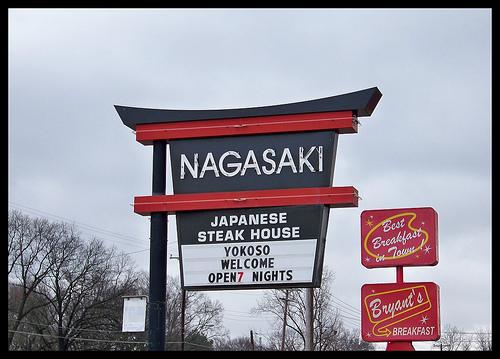 NAGASAKI
JAPANESE
STEAK HOUSE
YOKOSO
WELCOME
OPEN7 NIGHTS
Best
Breakfast
in Town!
Bryant's
BREAKFAST